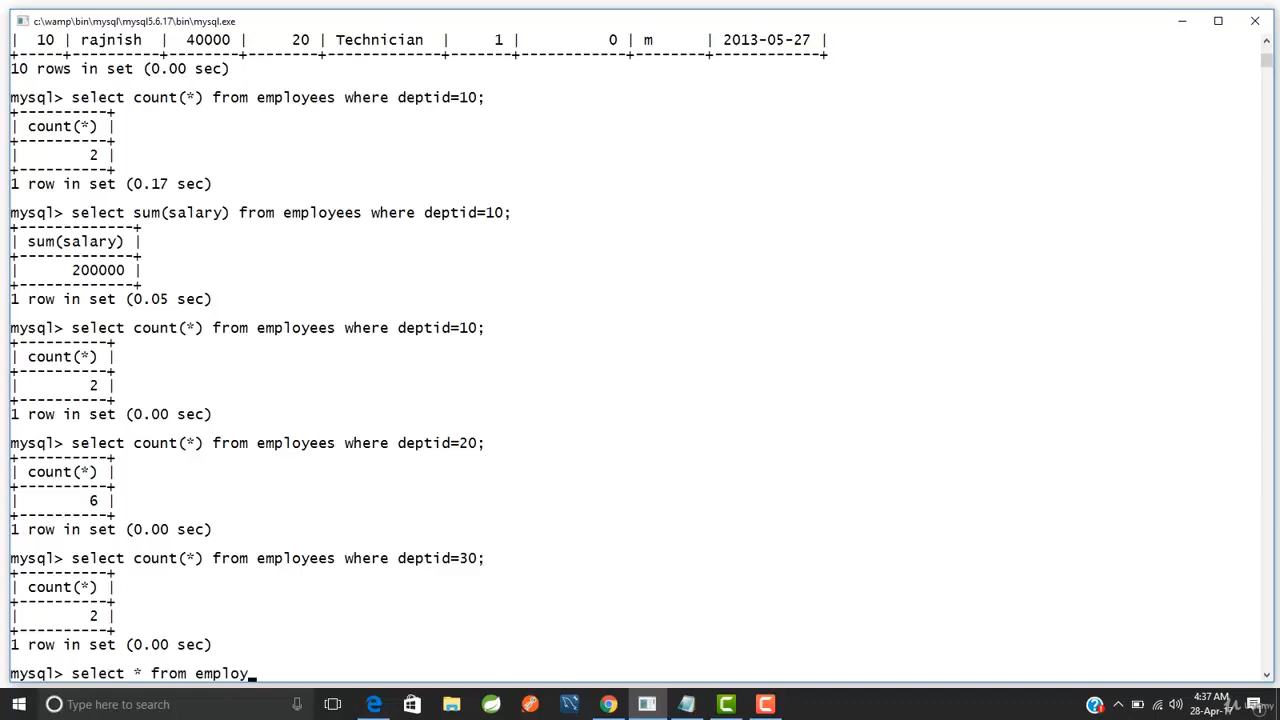 c:\wamp\bin\mysql\mysql5.6.17\bin\mysql.exe
|  10 | rajnish  |  40000 |     20 | Technician  |     1 |          0 | m      | 2013-05-27 |
+-----+----------+--------+--------+-------------+-------+------------+--------+------------+
10 rows in set (0.00 sec)
mysql> select count(*) from employees where deptid=10;
+----------+
| count(*) |
+----------+
|        2 |
+----------+
1 row in set (0.17 sec)
mysql> select sum(salary) from employees where deptid=10;
+-------------+
| sum(salary) |
+-------------+
|      200000 |
+-------------+
1 row in set (0.05 sec)
mysql> select count(*) from employees where deptid=10;
+----------+
| count(*) |
+----------+
|        2 |
+----------+
1 row in set (0.00 sec)
mysql> select count(*) from employees where deptid=20;
+----------+
| count(*) |
+----------+
|        6 |
+----------+
1 row in set (0.00 sec)
mysql> select count(*) from employees where deptid=30;
+----------+
| count(*) |
+----------+
|        2 |
+----------+
1 row in set (0.00 sec)
mysql> select * from employ_
Type here to search
4:37 AM
28-Apr-17
Udemy